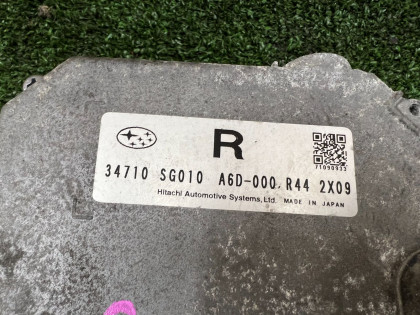 R
34710 SG010 A6D-000 R44 2X09
Hitachi Automotive Systems,Ltd. MADE IN JAPAN